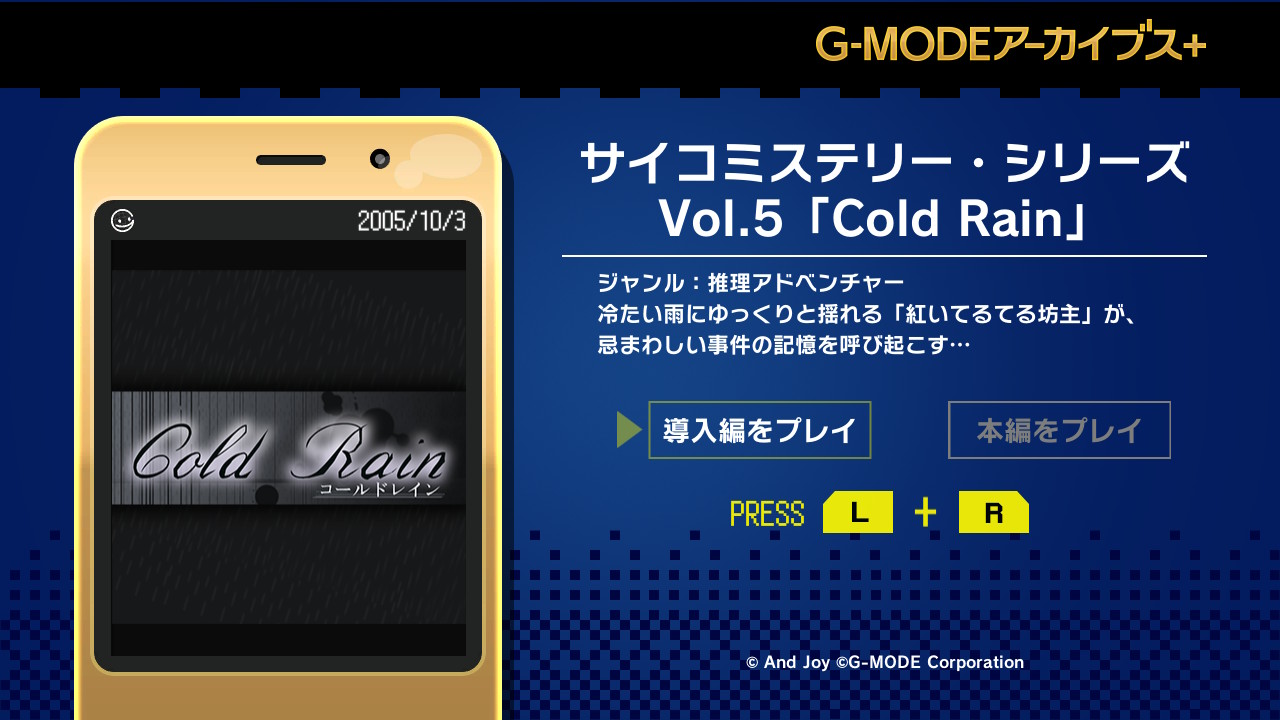 G-MODEアーカイブス+
2005/10/3
Cold Rain
コールドレイン
サイコミステリー・シリーズ
Vol.5「Cold Rain」
ジャンル：推理アドベンチャー
冷たい雨にゆっくりと揺れる「紅いてるてる坊主」が、
忌まわしい事件の記憶を呼び起こす…
導入編をプレイ
本編をプレイ
PRESS L + R
© And Joy ©G-MODE Corporation